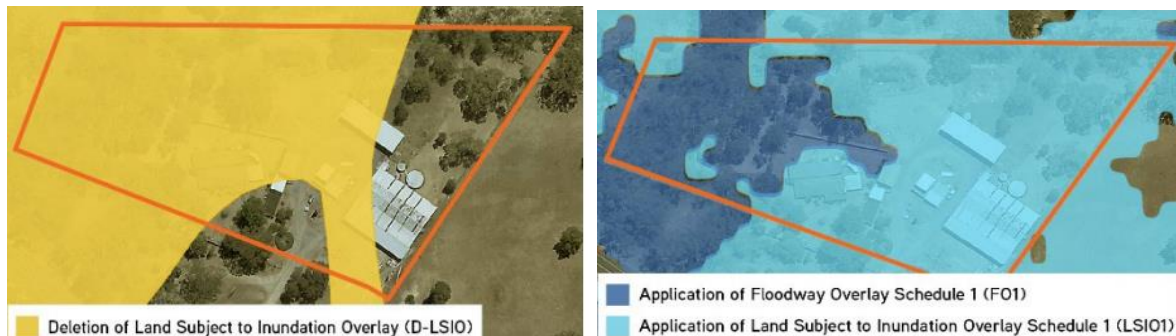 Deletion of Land Subject to Inundation Overlay (D-LSIO)
Application of Floodway Overlay Schedule 1 (FO1)
Application of Land Subject to Inundation Overlay Schedule 1 (LSIO1)